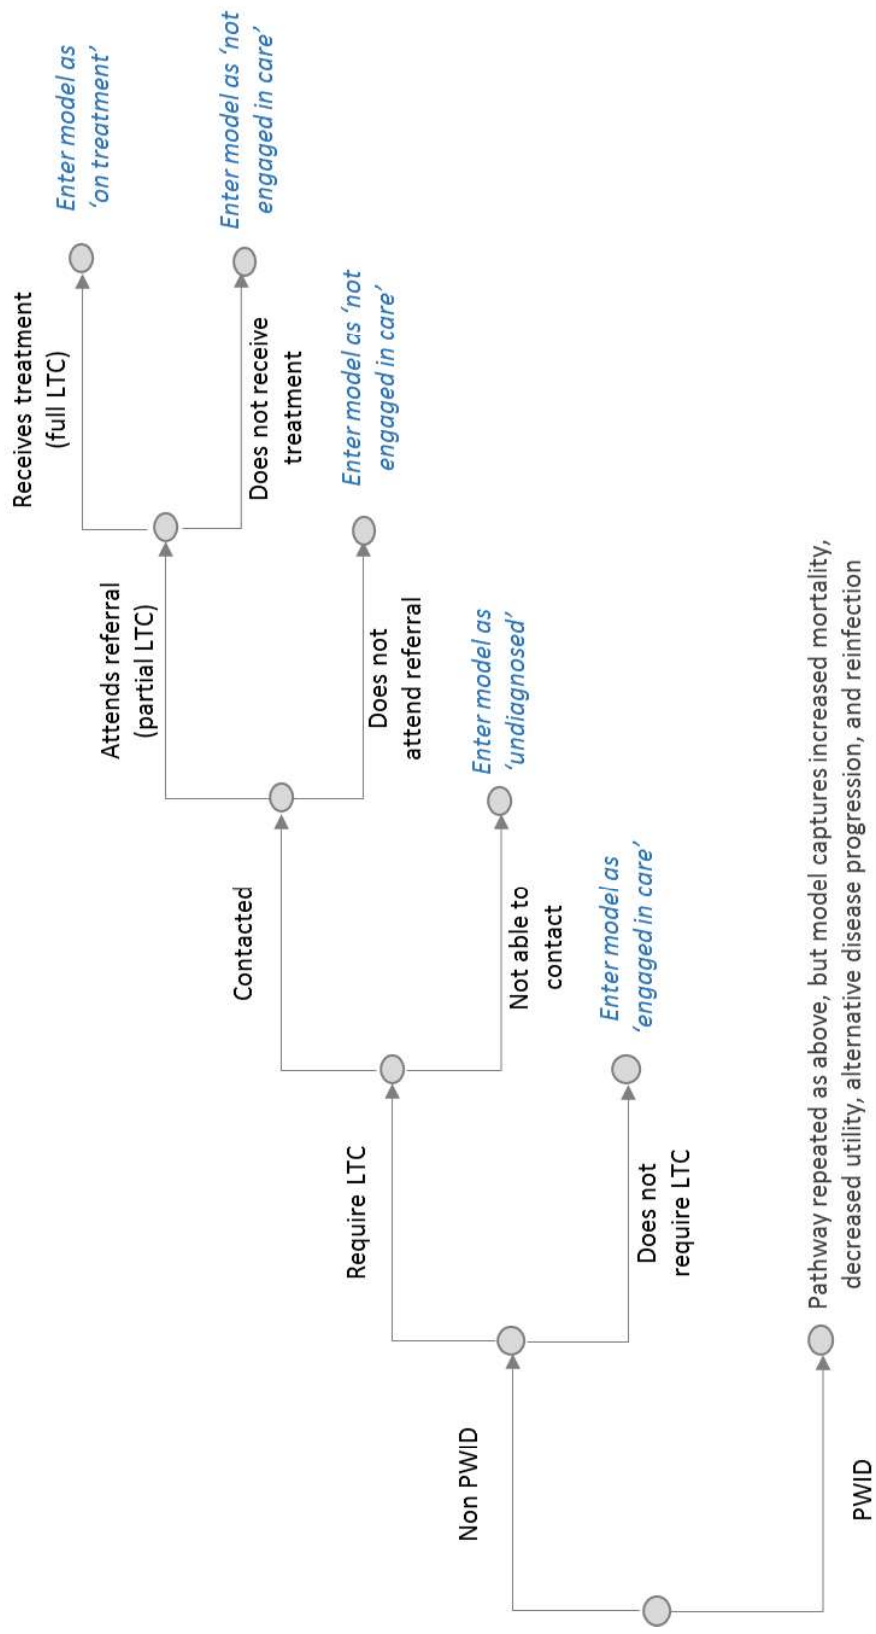 Non PWID
PWID
Require LTC
Does not
require LTC
Enter model as
‘engaged in care’
Contacted
Not able to
contact
Enter model as
‘undiagnosed’
Attends referral
(partial LTC)
Does not
attend referral
Enter model as ‘not
engaged in care’
Receives treatment
(full LTC)
Does not receive
treatment
Enter model as
‘on treatment’
Enter model as ‘not
engaged in care’
Pathway repeated as above, but model captures increased mortality,
decreased utility, alternative disease progression, and reinfection